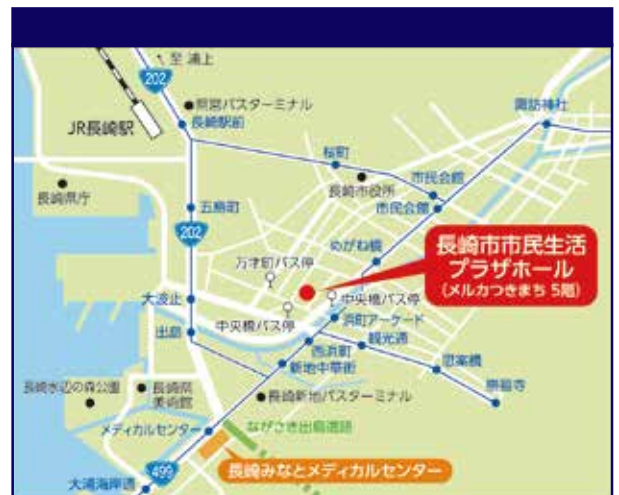 至 浦上
202
県営バスターミナル
諏訪神社
JR長崎駅
長崎駅前
桜町
長崎市役所
市民会館
長崎県庁
五島町
市民会館
202
めがね橋
長崎市市民生活
プラザホール
(メルカつきまち 5階)
万才町バス停
大波止
中央橋バス停
中央橋バス停
浜町アーケード
出島
西浜町
観光通
新地中華街
思案橋
崇福寺
長崎水辺の森公園
長崎県
美術館
長崎新地バスターミナル
メディカルセンター
ながさき出島道路
長崎みなとメディカルセンター
499
大浦海岸通